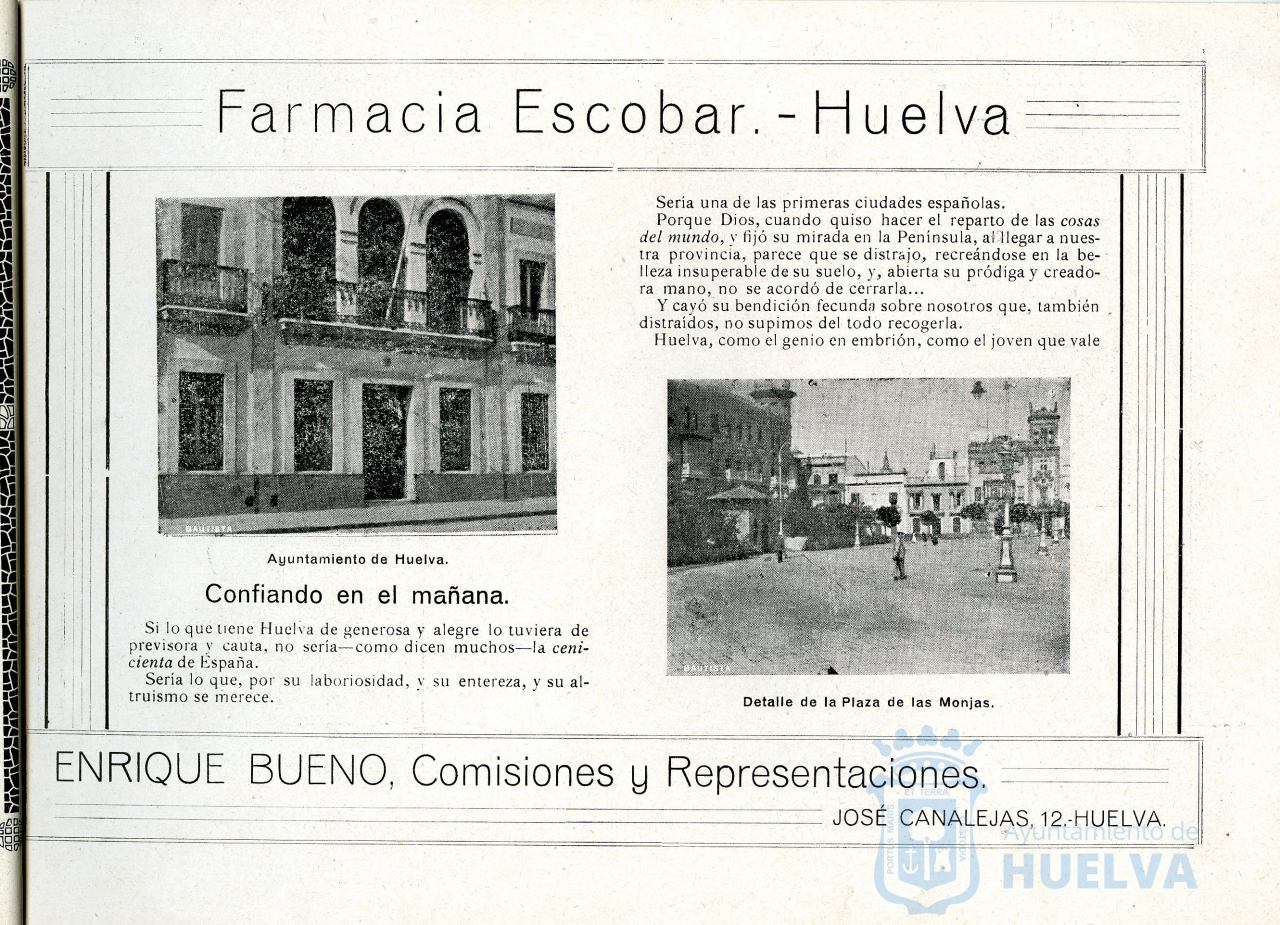 Farmacia Escobar.-Huelva
BAUTISTA
Ayuntamiento de Huelva.
Confiando en el mañana.
Si lo que tiene Huelva de generosa y alegre lo tuviera de
previsora y cauta, no sería—como dicen muchos—la ceni-
cienta de España.
Sería lo que, por su laboriosidad, y su entereza, y su al-
truismo se merece.
Sería una de las primeras ciudades españolas.
Porque Dios, cuando quiso hacer el reparto de las cosas
del mundo, y fijó su mirada en la Península, al llegar a nues-
tra provincia, parece que se distrajo, recreándose en la be-
lleza insuperable de su suelo, y, abierta su pródiga y creado-
ra mano, no se acordó de cerrarla...
Y cayó su bendición fecunda sobre nosotros que, también
distraídos, no supimos del todo recogerla.
Huelva, como el genio en embrión, como el joven que vale
BAUTISTA
Detalle de la Plaza de las Monjas.
ENRIQUE BUENO, Comisiones y Representaciones.
JOSÉ CANALEJAS, 12.-HUELVA.
PORTUS MARIS
ET TERRAE
CUSTODIA
Ayuntamiento de
HUELVA